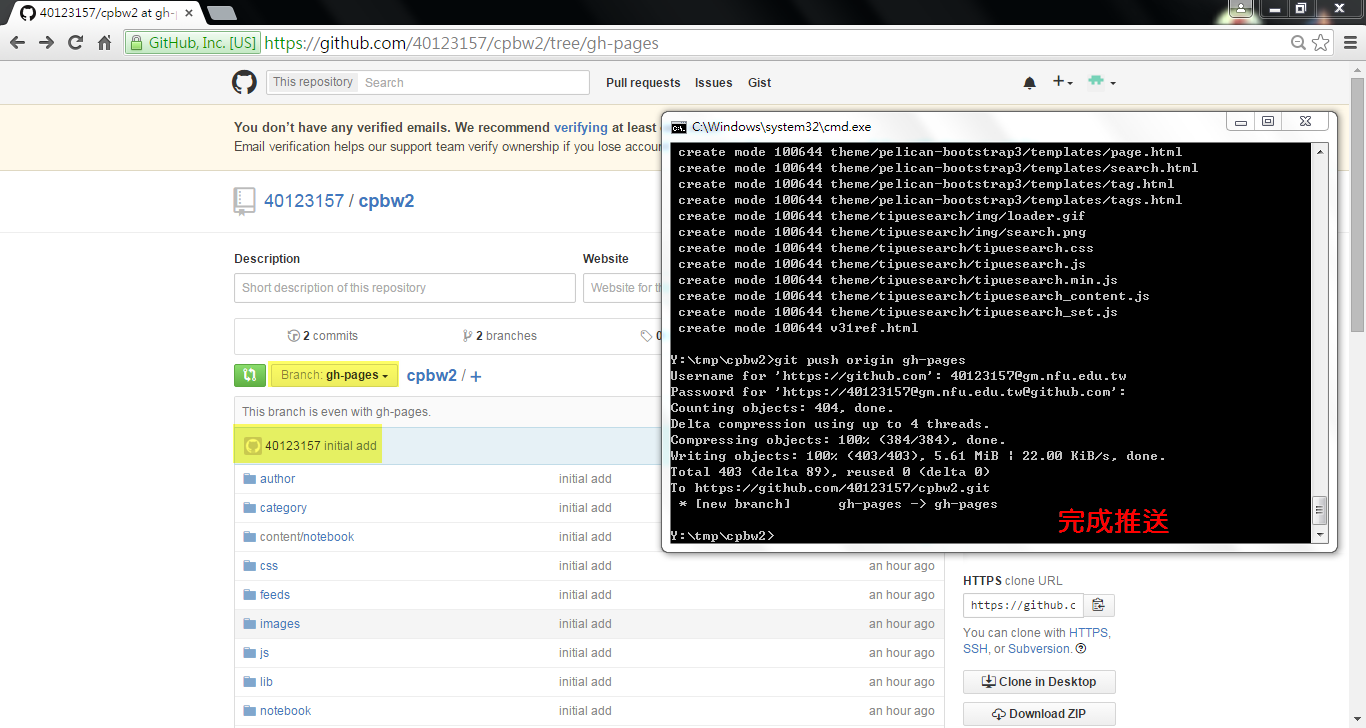 40123157/cpbw2 at gh-p
GitHub, Inc. [US] https://github.com/40123157/cpbw2/tree/gh-pages
This repository Search Pull requests Issues Gist
You don't have any verified emails. We recommend verifying at least
Email verification helps our support team verify ownership if you lose accou
40123157 / cpbw2
Description Website
Short description of this repository Website for t
2 commits 2 branches 0
Branch: gh-pages cpbw2 / +
This branch is even with gh-pages.
40123157 initial add
author initial add
category initial add
content/notebook initial add
css initial add an hour ago
feeds initial add an hour ago
images initial add an hour ago
js initial add an hour ago
lib initial add an hour ago
notebook initial add an hour ago
C:\Windows\system32\cmd.exe
create mode 100644 theme/pelican-bootstrap3/templates/page.html
create mode 100644 theme/pelican-bootstrap3/templates/search.html
create mode 100644 theme/pelican-bootstrap3/templates/tag.html
create mode 100644 theme/pelican-bootstrap3/templates/tags.html
create mode 100644 theme/tipuesearch/img/loader.gif
create mode 100644 theme/tipuesearch/img/search.png
create mode 100644 theme/tipuesearch/tipuesearch.css
create mode 100644 theme/tipuesearch/tipuesearch.js
create mode 100644 theme/tipuesearch/tipuesearch.min.js
create mode 100644 theme/tipuesearch/tipuesearch_content.js
create mode 100644 theme/tipuesearch/tipuesearch_set.js
create mode 100644 v31ref.html
Y:\tmp\cpbw2>git push origin gh-pages
Username for 'https://github.com': 40123157@gm.nfu.edu.tw
Password for 'https://40123157@gm.nfu.edu.tw@github.com':
Counting objects: 404, done.
Delta compression using up to 4 threads.
Compressing objects: 100% (384/384), done.
Writing objects: 100% (403/403), 5.61 MiB | 22.00 KiB/s, done.
Total 403 (delta 89), reused 0 (delta 0)
To https://github.com/40123157/cpbw2.git
* [new branch] gh-pages -> gh-pages
完成推送
Y:\tmp\cpbw2>
HTTPS clone URL
https://github.c
You can clone with HTTPS,
SSH, or Subversion.
Clone in Desktop
Download ZIP